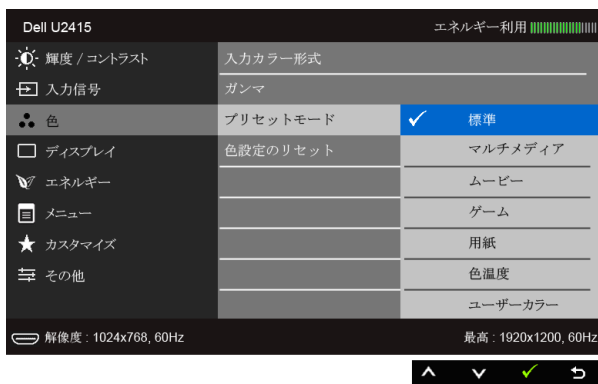 Dell U2415 エネルギー利用
輝度 / コントラスト 入力カラー形式
入力信号 ガンマ
色 プリセットモード 標準
ディスプレイ 色設定のリセット マルチメディア
エネルギー ムービー
メニュー ゲーム
カスタマイズ 用紙
その他 色温度
ユーザーカラー
解像度 : 1024x768, 60Hz 最高 : 1920x1200, 60Hz